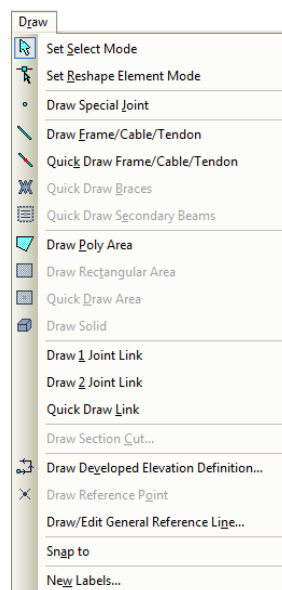 Draw
Set Select Mode
Set Reshape Element Mode
Draw Special Joint
Draw Frame/Cable/Tendon
Quick Draw Frame/Cable/Tendon
Quick Draw Braces
Quick Draw Secondary Beams
Draw Poly Area
Draw Rectangular Area
Quick Draw Area
Draw Solid
Draw 1 Joint Link
Draw 2 Joint Link
Quick Draw Link
Draw Section Cut...
Draw Developed Elevation Definition...
Draw Reference Point
Draw/Edit General Reference Line...
Snap to
New Labels...